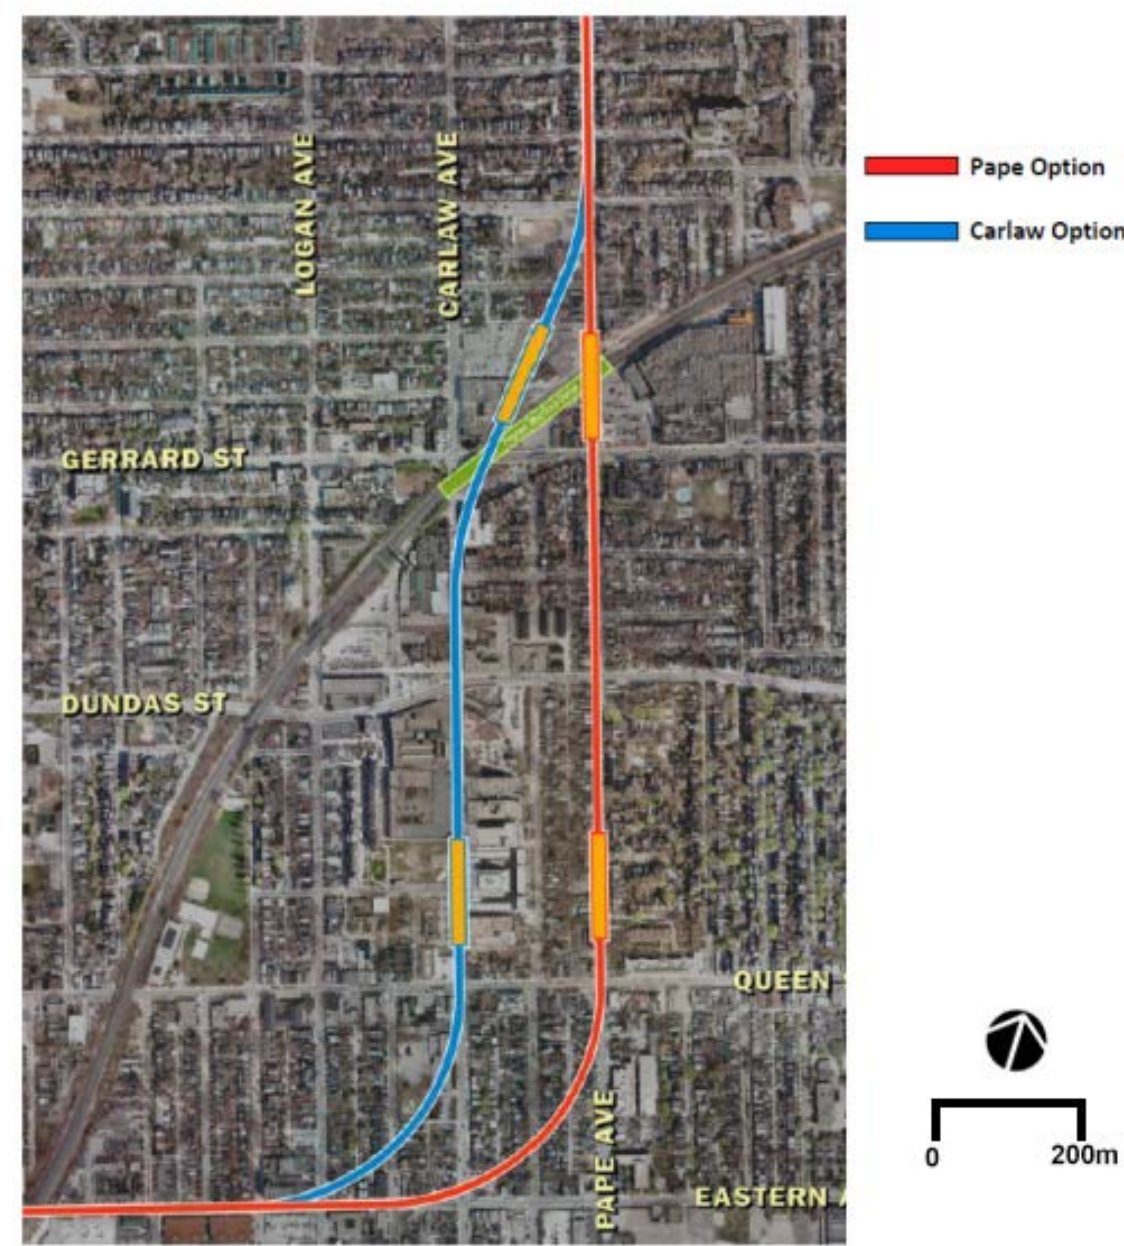 LOGAN AVE
CARLAW AVE
Pape Option
Carlaw Option
GERRARD ST
DUNDAS ST
QUEEN
PAPE AVE
EASTERN
0
200m